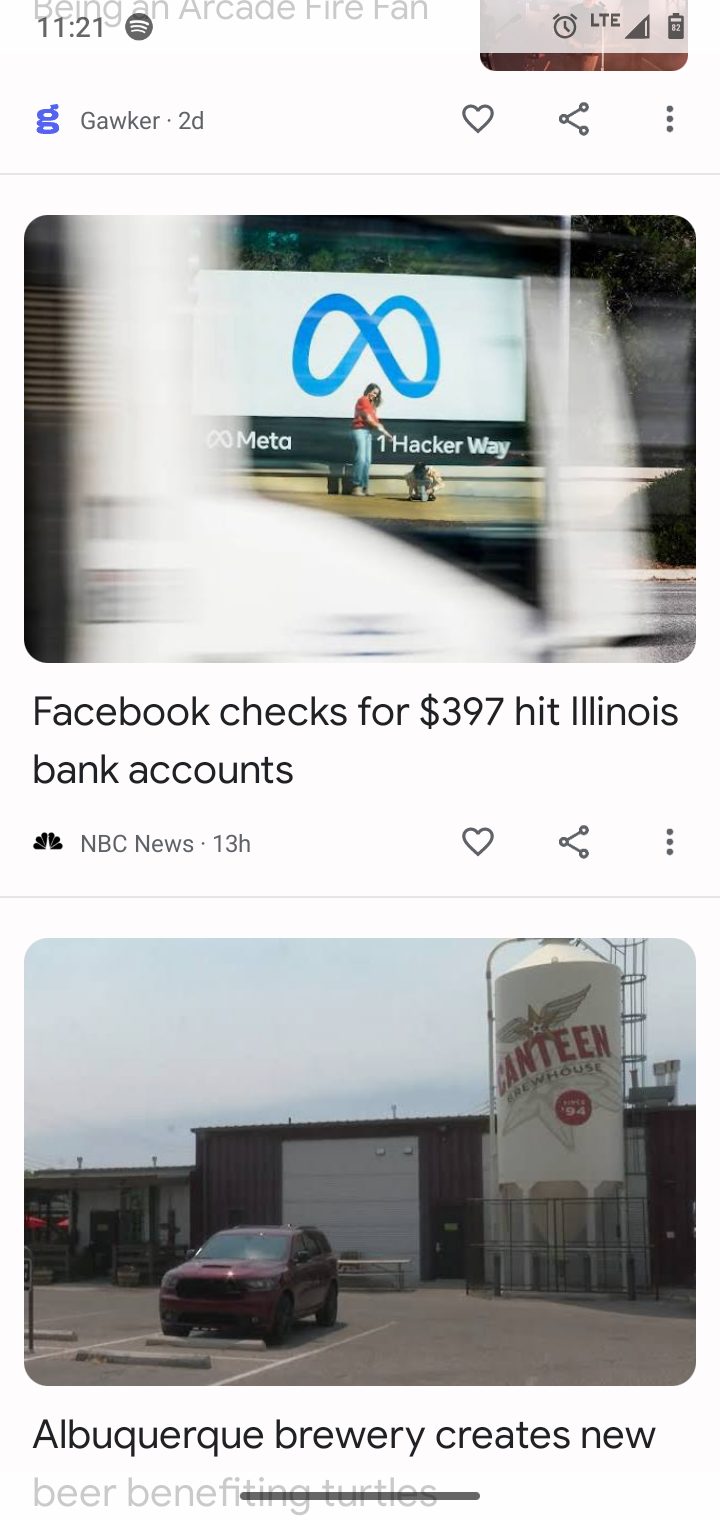 Being an Arcade Fire Fan
11:21
LTE
82
Gawker · 2d
Meta
1 Hacker Way
Facebook checks for $397 hit Illinois
bank accounts
NBC News · 13h
CANTEEN
BREWHOUSE
SINCE
'94
Albuquerque brewery creates new
beer benefiting turtles